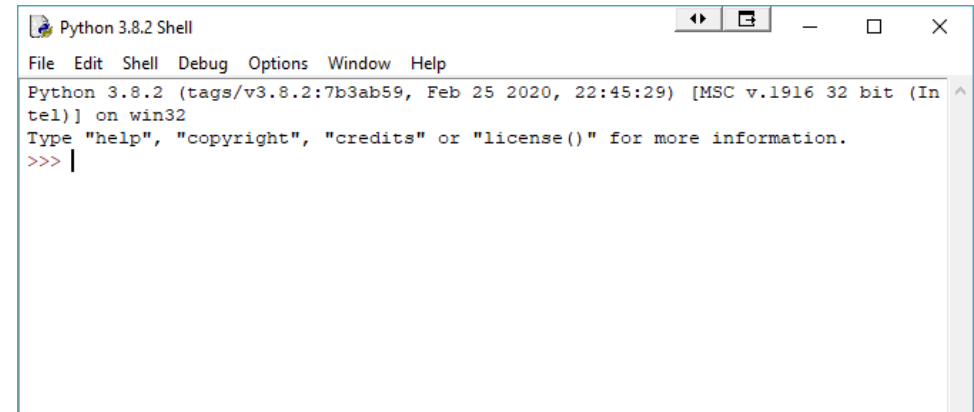 Python 3.8.2 Shell
File Edit Shell Debug Options Window Help
Python 3.8.2 (tags/v3.8.2:7b3ab59, Feb 25 2020, 22:45:29) [MSC v.1916 32 bit (In
tel)] on win32
Type "help", "copyright", "credits" or "license()" for more information.
>>>